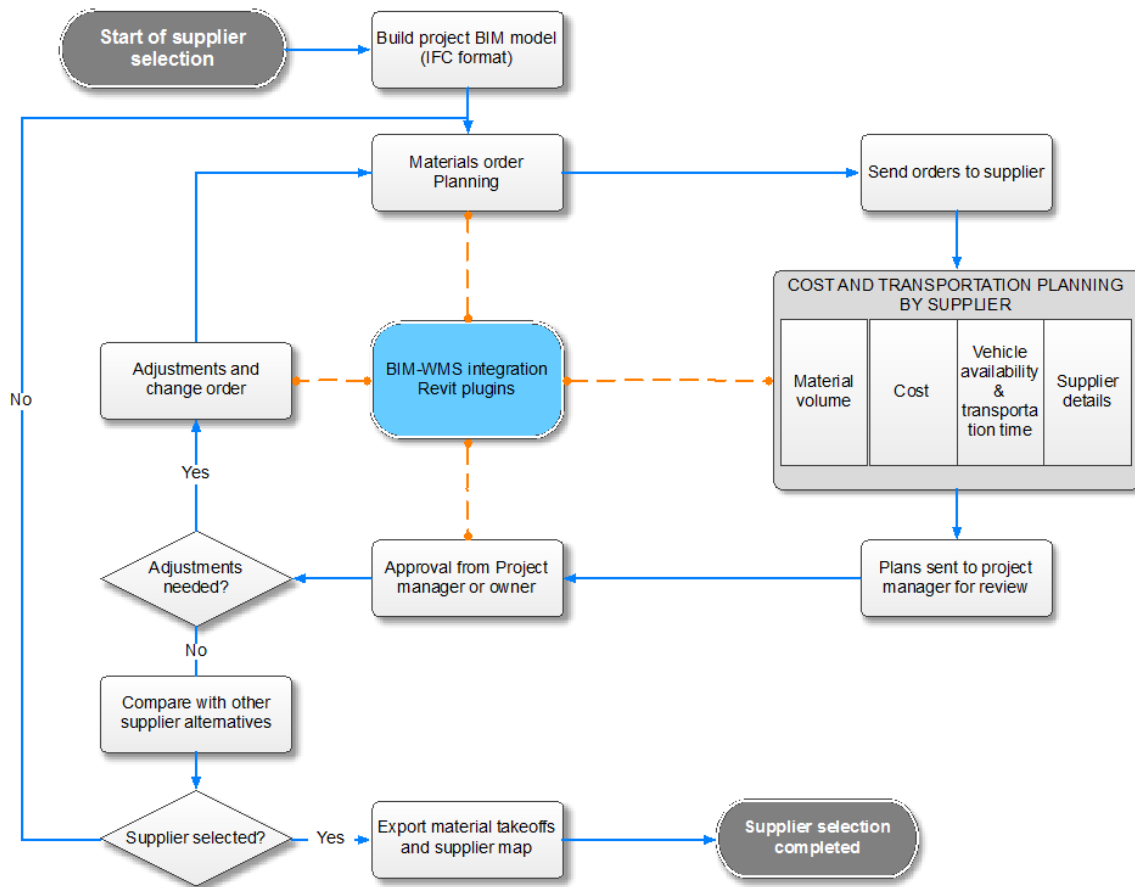 Start of supplier
selection
Build project BIM model
(IFC format)
Materials order
Planning
Send orders to supplier
COST AND TRANSPORTATION PLANNING
BY SUPPLIER
Material
volume
Cost
Vehicle
availability
&
transporta
tion time
Supplier
details
BIM-WMS integration
Revit plugins
Adjustments and
change order
No
Yes
Adjustments
needed?
Approval from Project
manager or owner
Plans sent to project
manager for review
No
Compare with other
supplier alternatives
Supplier selected?
Yes
Export material takeoffs
and supplier map
Supplier selection
completed